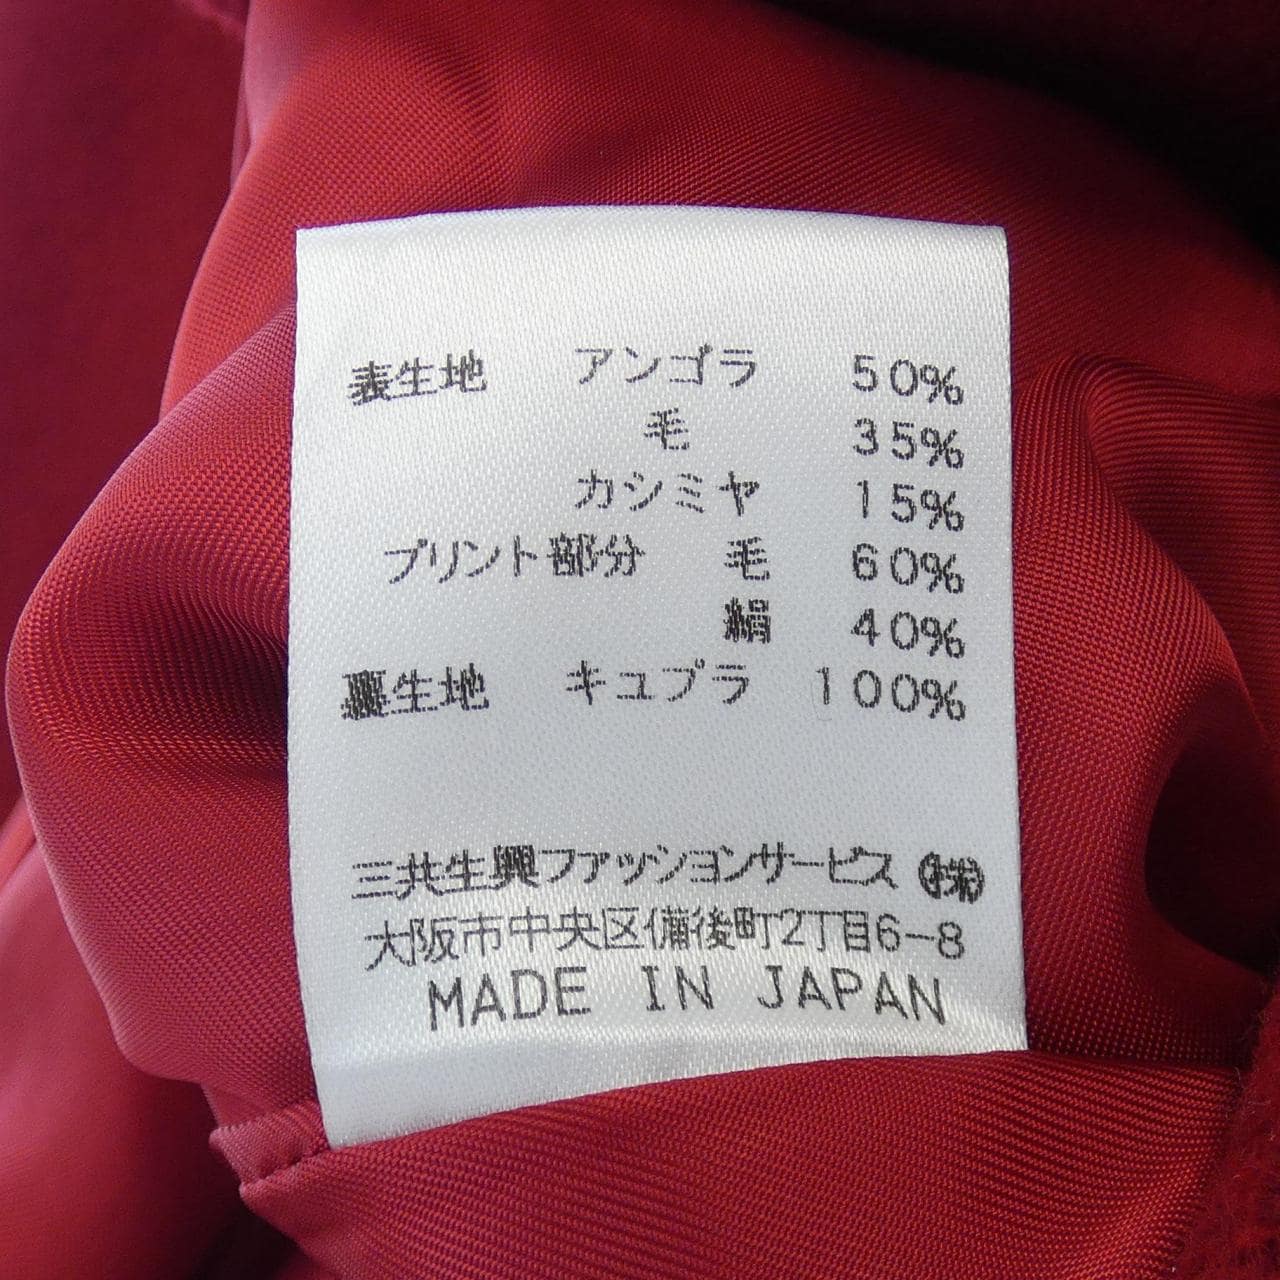 表生地 アンゴラ 50%
毛 35%
カシミヤ 15%
プリント部分 毛 60%
絹 40%
裏生地 キュプラ 100%
三共生興ファッションサービス㈱
大阪市中央区備後町2丁目6-8
MADE IN JAPAN